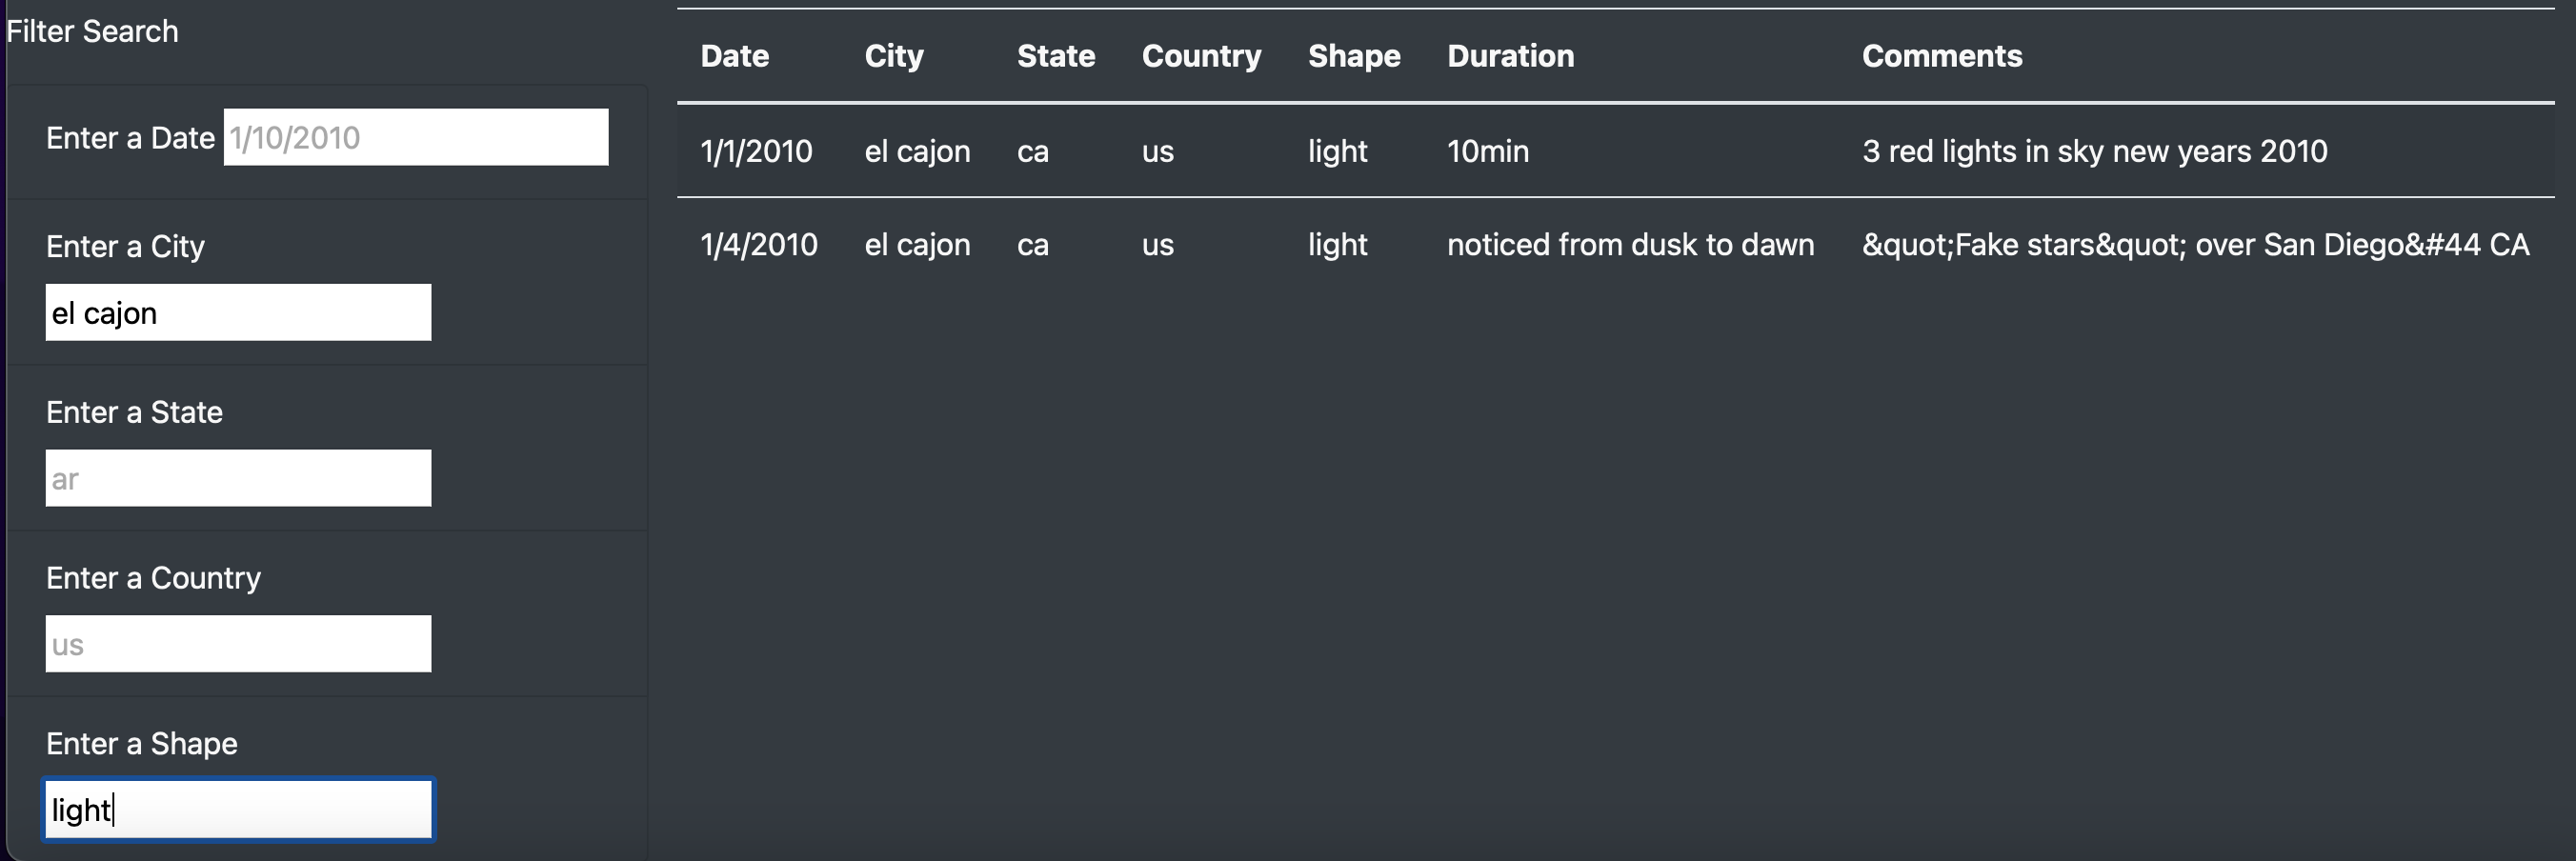 Filter Search
Enter a Date 1/10/2010
Enter a City
el cajon
Enter a State
ar
Enter a Country
us
Enter a Shape
light
Date City State Country Shape Duration Comments
1/1/2010 el cajon ca us light 10min 3 red lights in sky new years 2010
1/4/2010 el cajon ca us light noticed from dusk to dawn &quot;Fake stars&quot; over San Diego&#44 CA